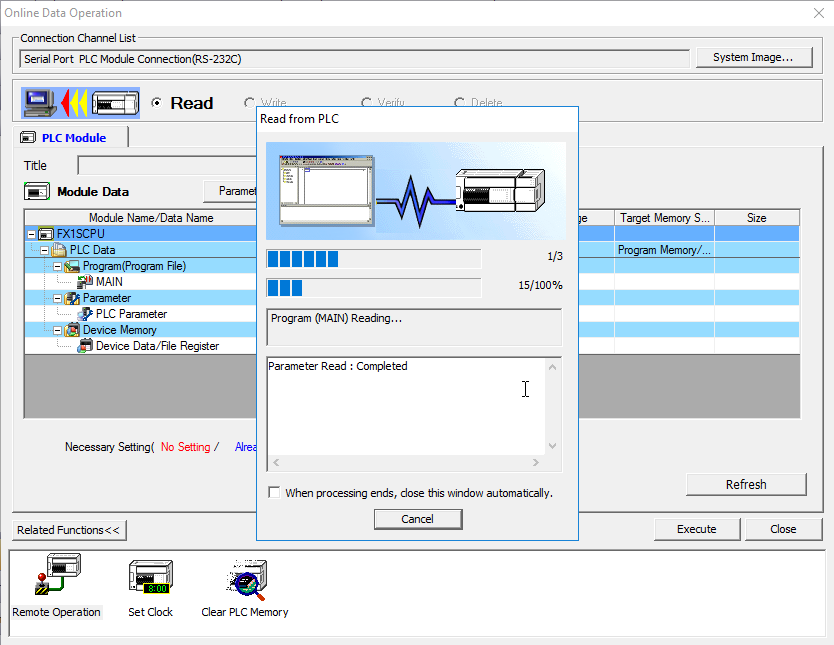 Online Data Operation
Connection Channel List
Serial Port PLC Module Connection(RS-232C)
System Image...
Read
Write
Verify
Delete
PLC Module
Title
Module Data
Paramet
Module Name/Data Name
ge
Target Memory S...
Size
FX1SCPU
PLC Data
Program Memory/...
Program(Program File)
MAIN
Parameter
PLC Parameter
Device Memory
Device Data/File Register
Necessary Setting( No Setting / Alrea
Refresh
Read from PLC
1/3
15/100%
Program (MAIN) Reading...
Parameter Read : Completed
When processing ends, close this window automatically.
Cancel
Related Functions<<
Execute
Close
8:00
Remote Operation
Set Clock
Clear PLC Memory